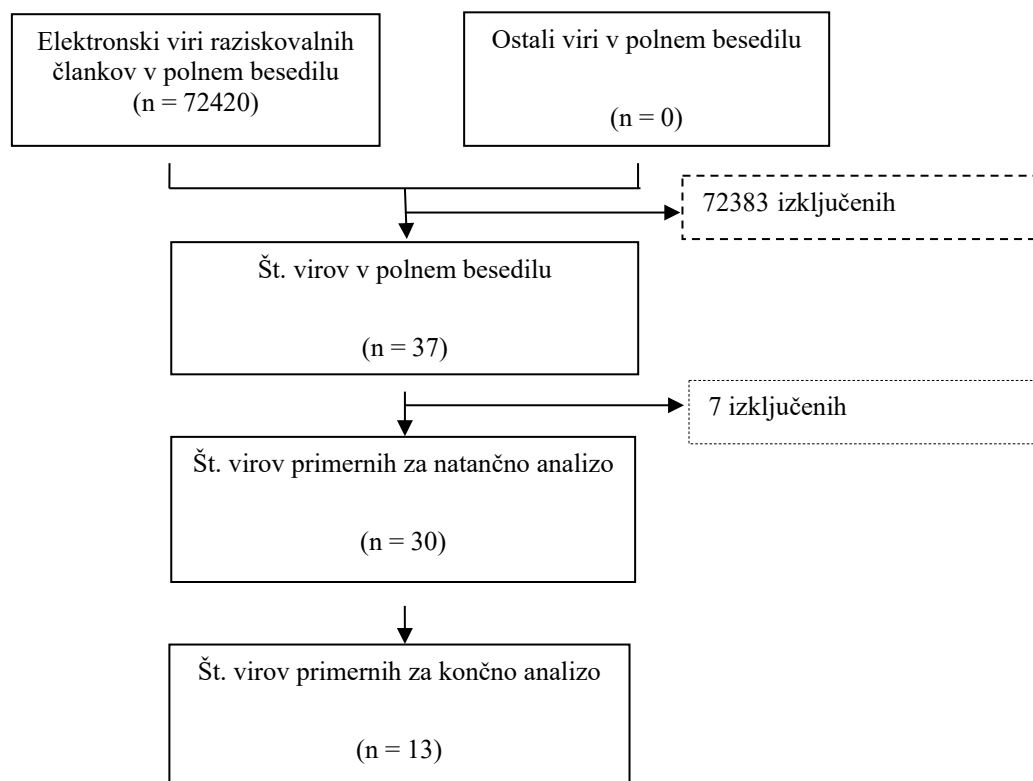 Elektronski viri raziskovalnih
člankov v polnem besedilu
(n = 72420)
Ostali viri v polnem besedilu
(n = 0)
72383 izključenih
Št. virov v polnem besedilu
(n = 37)
7 izključenih
Št. virov primernih za natančno analizo
(n = 30)
Št. virov primernih za končno analizo
(n = 13)